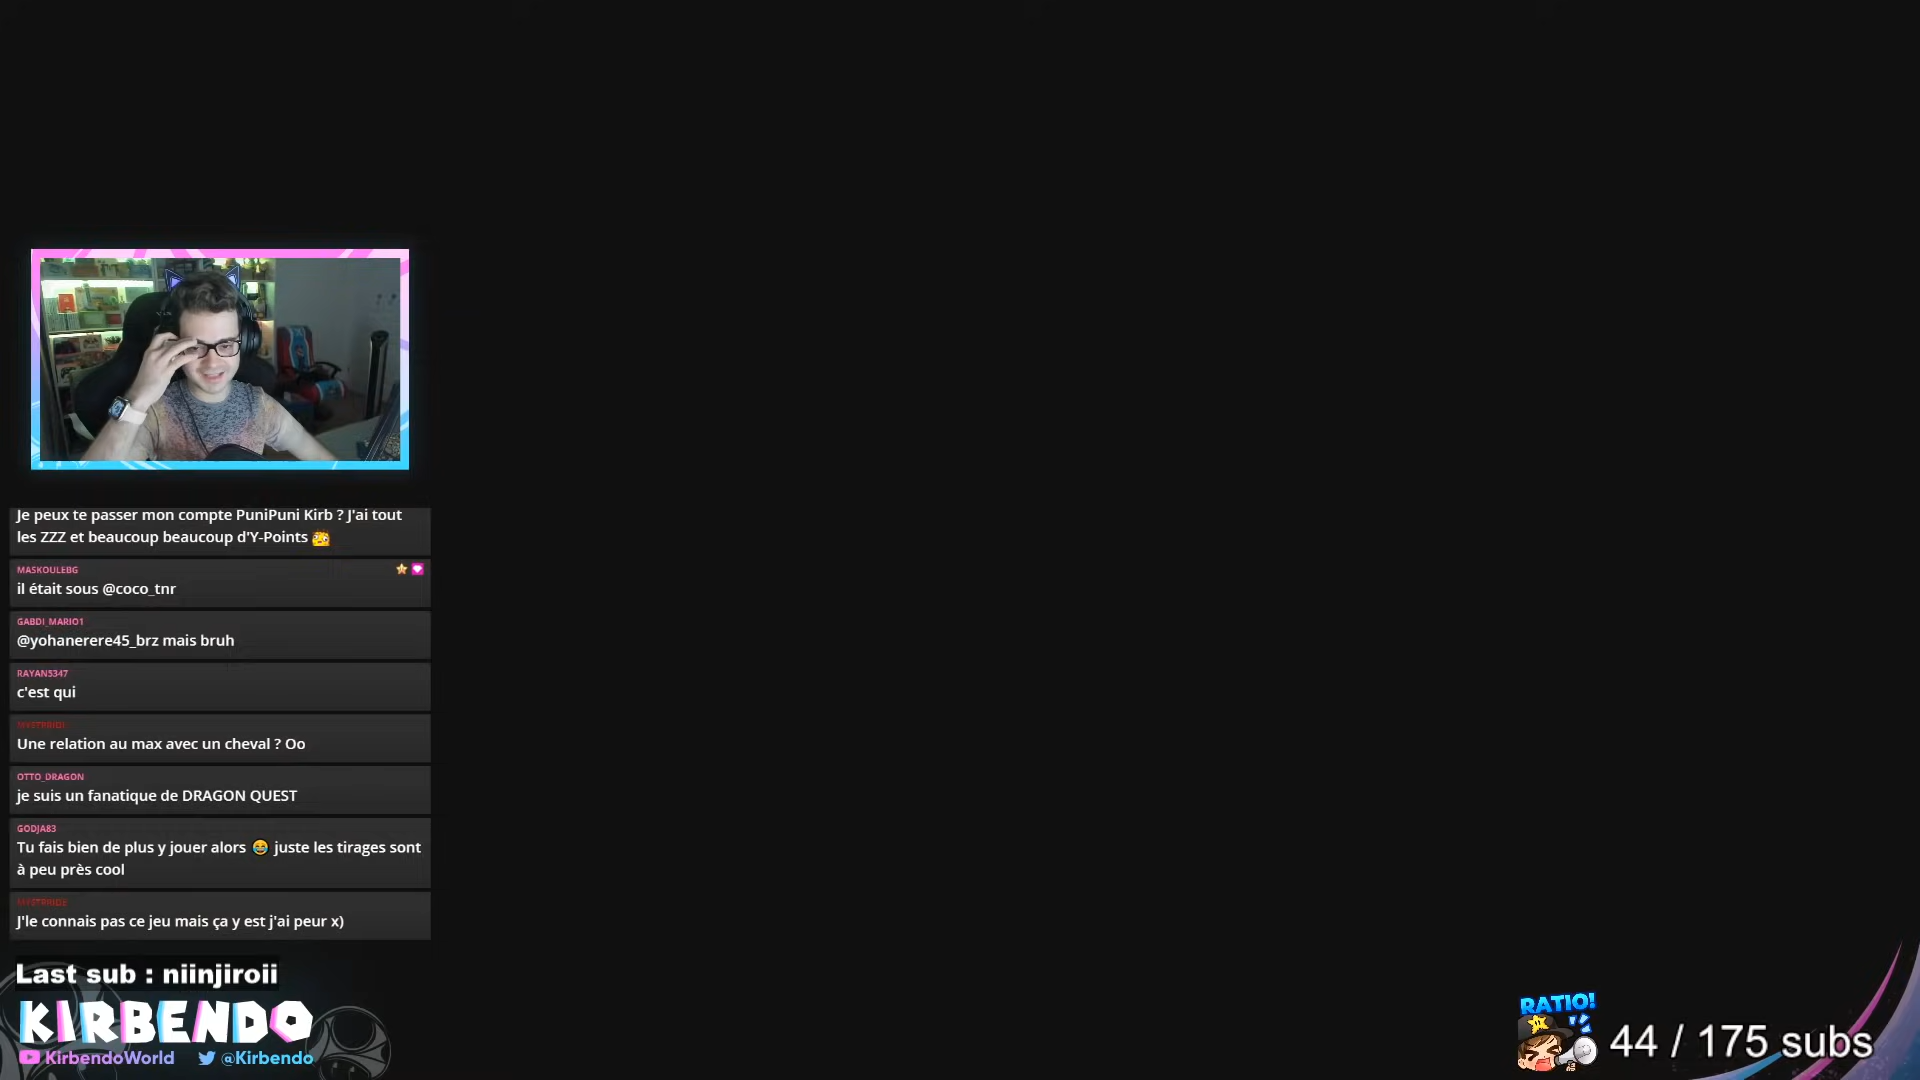 Je peux te passer mon compte PuniPuni Kirb ? J'ai tout
les ZZZ et beaucoup beaucoup d'Y-Points
MASKOULEBG
il était sous @coco_tnr
GABDI_MARIO1
@yohanerere45_brz mais bruh
RAYAN5347
c'est qui
Une relation au max avec un cheval ? Oo
OTTO_DRAGON
je suis un fanatique de DRAGON QUEST
GODJA83
Tu fais bien de plus y jouer alors 😂 juste les tirages sont
à peu près cool
J'le connais pas ce jeu mais ça y est j'ai peur x)
Last sub : niinjiroii
KIRBENDO
KirbendoWorld @Kirbendo
RATIO!
44 / 175 subs